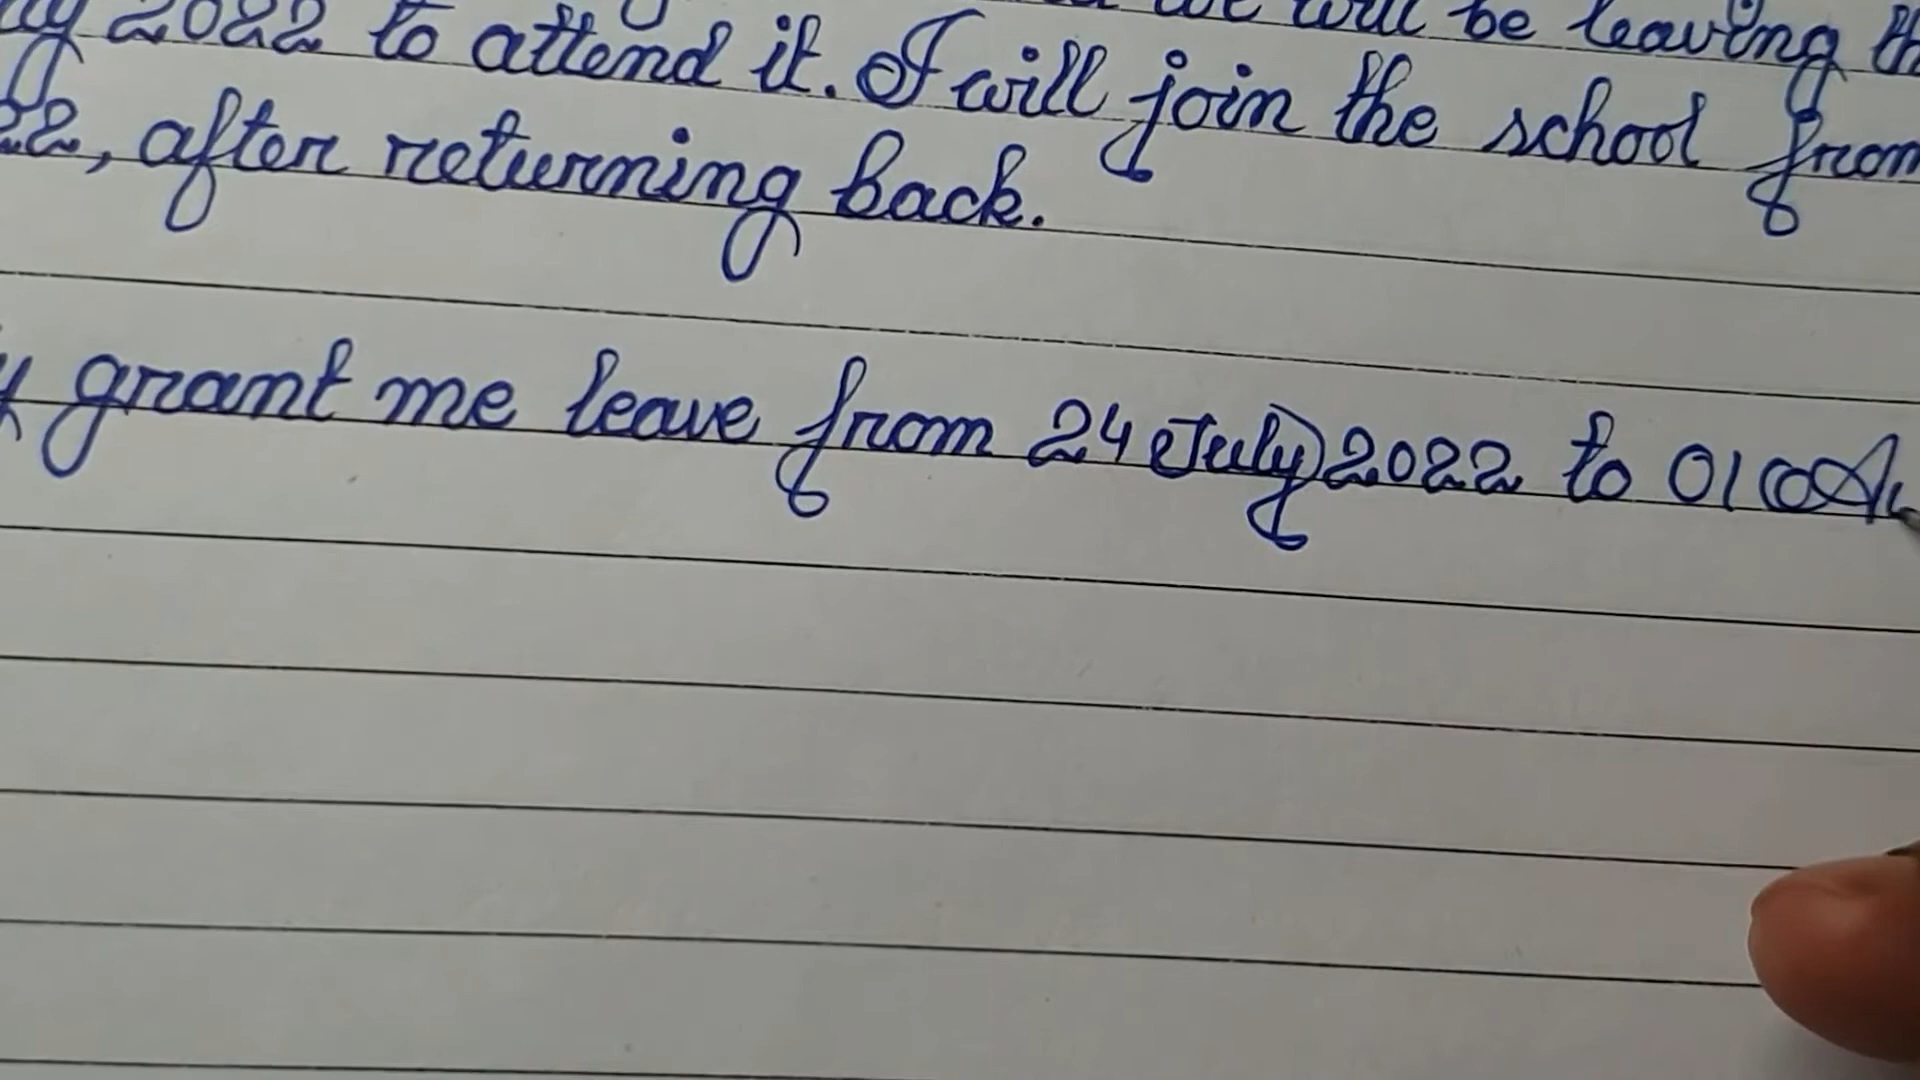 will be leaving
2022 to attend it. I will join the school from
after returning back.
grant me leave from 24 July 2022 to 01